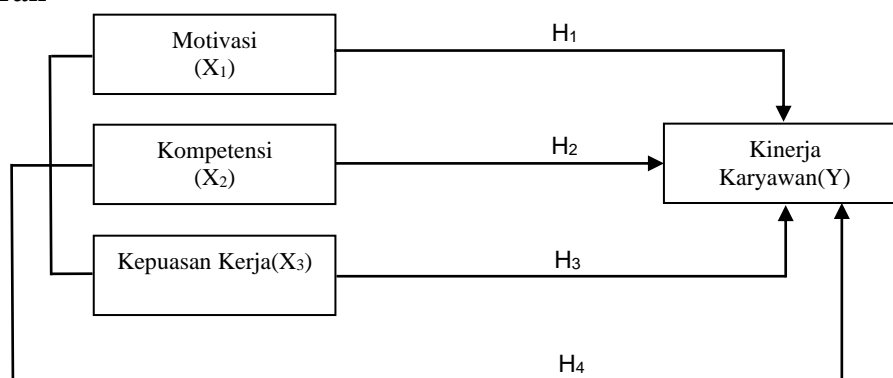 Motivasi
(X₁)
H₁
Kompetensi
(X₂)
H₂
Kinerja
Karyawan(Y)
Kepuasan Kerja(X₃)
H₃
H₄